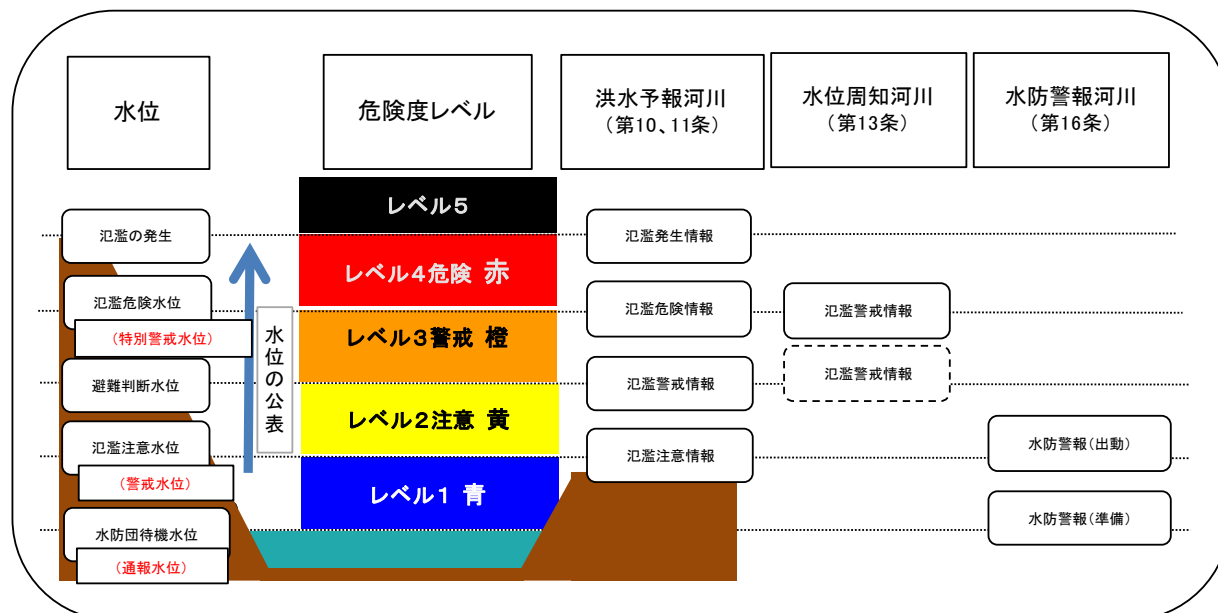 水位
危険度レベル
洪水予報河川
（第10、11条）
水位周知河川
（第13条）
水防警報河川
（第16条）
レベル５
氾濫の発生
氾濫発生情報
レベル４危険 赤
氾濫危険水位
（特別警戒水位）
氾濫危険情報
氾濫警戒情報
水位の公表
レベル３警戒 橙
避難判断水位
氾濫警戒情報
氾濫警戒情報
レベル２注意 黄
氾濫注意水位
（警戒水位）
氾濫注意情報
水防警報（出動）
レベル１ 青
水防団待機水位
（通報水位）
水防警報（準備）